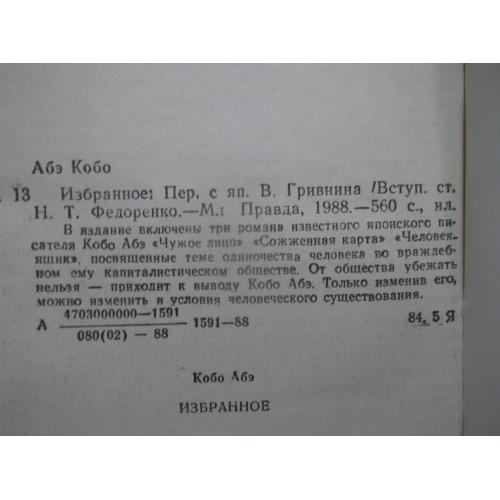 Абэ Кобо
13 Избранное: Пер. с яп. В. Гривнина /Вступ. ст.
Н. Т. Федоренко.—М.: Правда, 1988.—560 с., ил.
В издание включены три романа известного японского пи-
сателя Кобо Абэ «Чужое лицо» «Сожженная карта» «Человек-
ящик», посвященные теме одиночества человека во враждеб-
ном ему капиталистическом обществе. От общества убежать
нельзя — приходит к выводу Кобо Абэ. Только изменив его,
можно изменить и условия человеческого существования.
4703000000—1591
А 1591—88 84, 5 Я
080(02) — 88
Кобо Абэ
ИЗБРАННОЕ